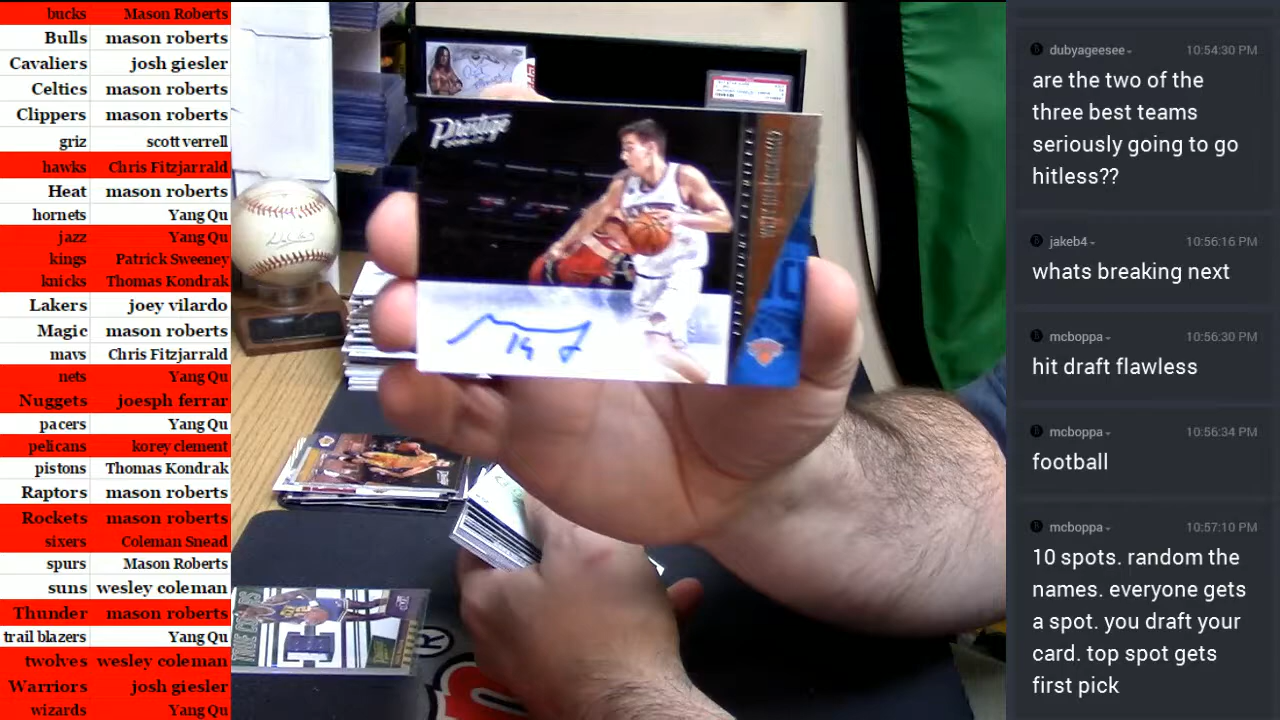 bucks Mason Roberts
Bulls mason roberts
Cavaliers josh giesler
Celtics mason roberts
Clippers mason roberts
griz scott verrell
hawks Chris Fitzjarrald
Heat mason roberts
hornets Yang Qu
jazz Yang Qu
kings Patrick Sweeney
knicks Thomas Kondrak
Lakers joey vilardo
Magic mason roberts
mavs Chris Fitzjarrald
nets Yang Qu
Nuggets joesph ferrar
pacers Yang Qu
pelicans korey clement
pistons Thomas Kondrak
Raptors mason roberts
Rockets mason roberts
sixers Coleman Snead
spurs Mason Roberts
suns wesley coleman
Thunder mason roberts
trail blazers Yang Qu
twolves wesley coleman
Warriors josh giesler
wizards Yang Qu
Prestige
dubyageesee 10:54:30 PM
are the two of the
three best teams
seriously going to go
hitless??
jakeb4 10:56:16 PM
whats breaking next
mcboppa 10:56:30 PM
hit draft flawless
mcboppa 10:56:34 PM
football
mcboppa 10:57:10 PM
10 spots. random the
names. everyone gets
a spot. you draft your
card. top spot gets
first pick